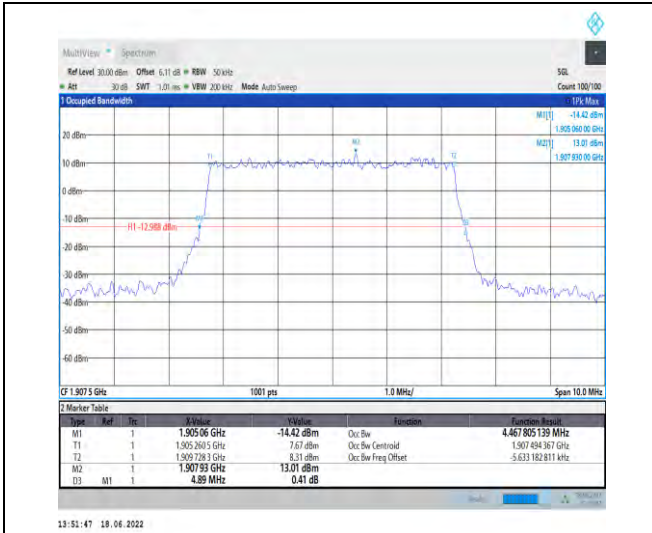 MultiView Spectrum
Ref Level 30.00 dBm Offset 6.11 dB RBW 50 kHz SGL
Att 30 dB SWT 1.01 ms VBW 200 kHz Mode Auto Sweep Count 100/100
1 Occupied Bandwidth 1Pk Max
M1[1] -14.42 dBm
1.905 060 00 GHz
M2[1] 13.01 dBm
1.907 930 00 GHz
20 dBm
M2
T1 T2
10 dBm
0 dBm
-10 dBm
H1 -12.988 dBm
-20 dBm
-30 dBm
-40 dBm
-50 dBm
-60 dBm
CF 1.907 5 GHz 1001 pts 1.0 MHz/ Span 10.0 MHz
2 Marker Table
Type Ref Trc X-Value Y-Value Function Function Result
M1 1 1.905 06 GHz -14.42 dBm Occ Bw 4.467 805 139 MHz
T1 1 1.905 260 5 GHz 7.67 dBm Occ Bw Centroid 1.907 494 367 GHz
T2 1 1.909 728 3 GHz 8.31 dBm Occ Bw Freq Offset -5.633 182 811 kHz
M2 1 1.907 93 GHz 13.01 dBm
D3 M1 1 4.89 MHz 0.41 dB
13:51:47 18.06.2022